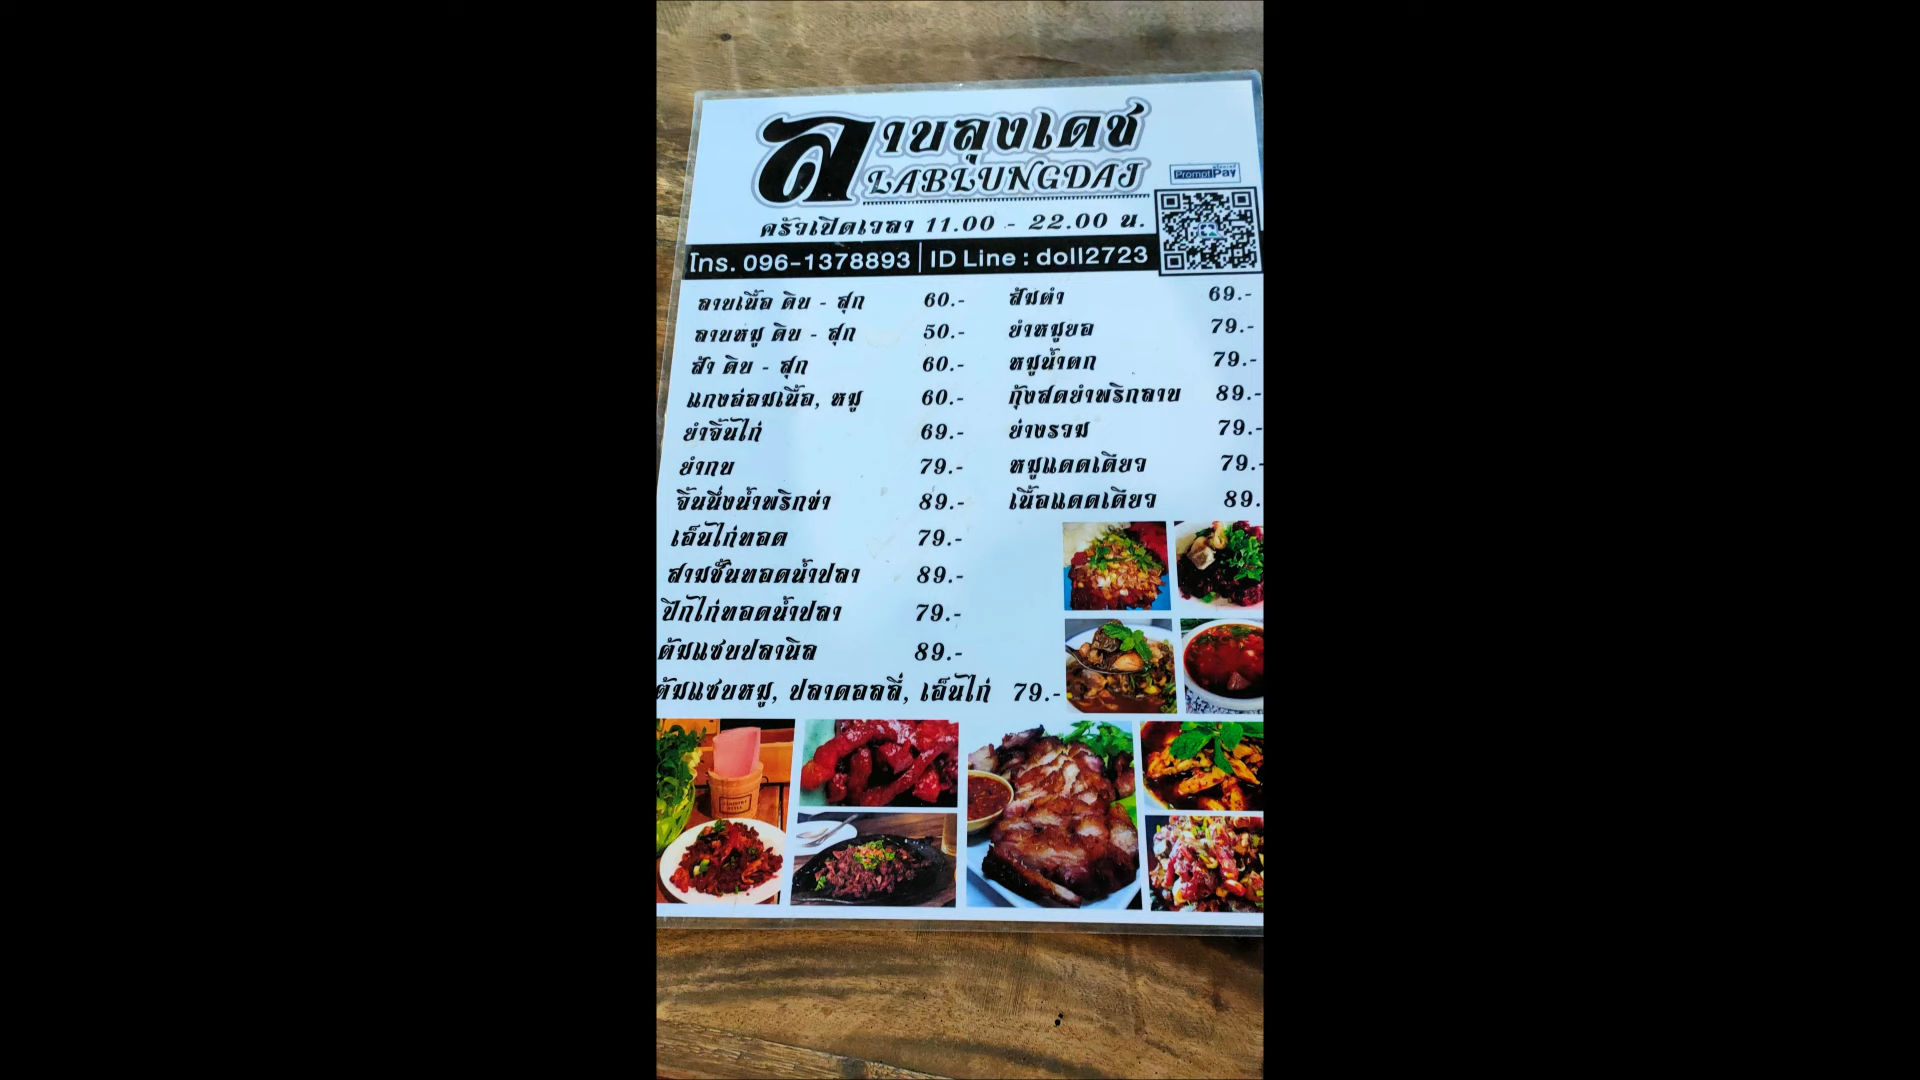 ลาบลุงเดช
LABLUNGDAJ
พร้อมเพย์
PromptPay
ครัวเปิดเวลา 11.00 - 22.00 น.
โทร. 096-1378893 | ID Line : doll2723
ลาบเนื้อ ดิบ - สุก 60.-
ลาบหมู ดิบ - สุก 50.-
ส้า ดิบ - สุก 60.-
แกงอ่อมเนื้อ, หมู 60.-
ยำจิ้นไก่ 69.-
ยำกบ 79.-
จิ้นนึ่งน้ำพริกข่า 89.-
เอ็นไก่ทอด 79.-
สามชั้นทอดน้ำปลา 89.-
ปีกไก่ทอดน้ำปลา 79.-
ต้มแซบปลานิล 89.-
ต้มแซบหมู, ปลาดอลลี่, เอ็นไก่ 79.-
ส้มตำ 69.-
ยำหมูยอ 79.-
หมูน้ำตก 79.-
กุ้งสดยำพริกลาบ 89.-
ย่างรวม 79.-
หมูแดดเดียว 79.-
เนื้อแดดเดียว 89.